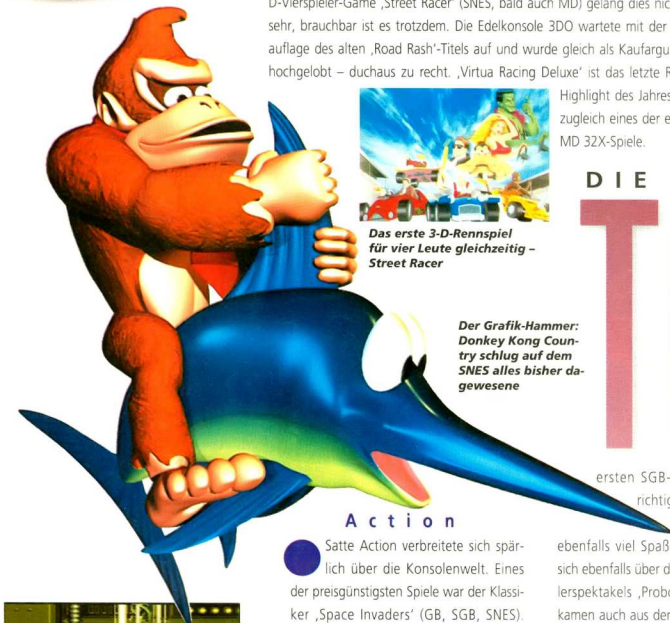 D-Vierspieler-Game ‚Street Racer' (SNES, bald auch MD) gelang dies nic
sehr, brauchbar ist es trotzdem. Die Edelkonsole 3DO wartete mit der
auflage des alten ‚Road Rash'-Titels auf und wurde gleich als Kaufargu
hochgelobt – duchaus zu recht. ‚Virtua Racing Deluxe' ist das letzte R
Highlight des Jahres
zugleich eines der e
MD 32X-Spiele.
Das erste 3-D-Rennspiel
für vier Leute gleichzeitig –
Street Racer
DIE
T
Der Grafik-Hammer:
Donkey Kong Coun-
try schlug auf dem
SNES alles bisher da-
gewesene
Action
Satte Action verbreitete sich spär-
lich über die Konsolenwelt. Eines
der preisgünstigsten Spiele war der Klassi-
ker ‚Space Invaders' (GB, SGB, SNES).
ersten SGB-
richtig
ebenfalls viel Spaß
sich ebenfalls über d
lerspektakels ‚Probo
kamen auch aus der